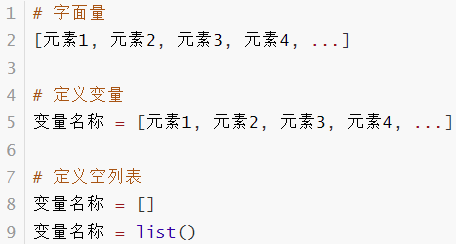 1 # 字面量
2 [元素1, 元素2, 元素3, 元素4, ...]
3
4 # 定义变量
5 变量名称 = [元素1, 元素2, 元素3, 元素4, ...]
6
7 # 定义空列表
8 变量名称 = []
9 变量名称 = list()